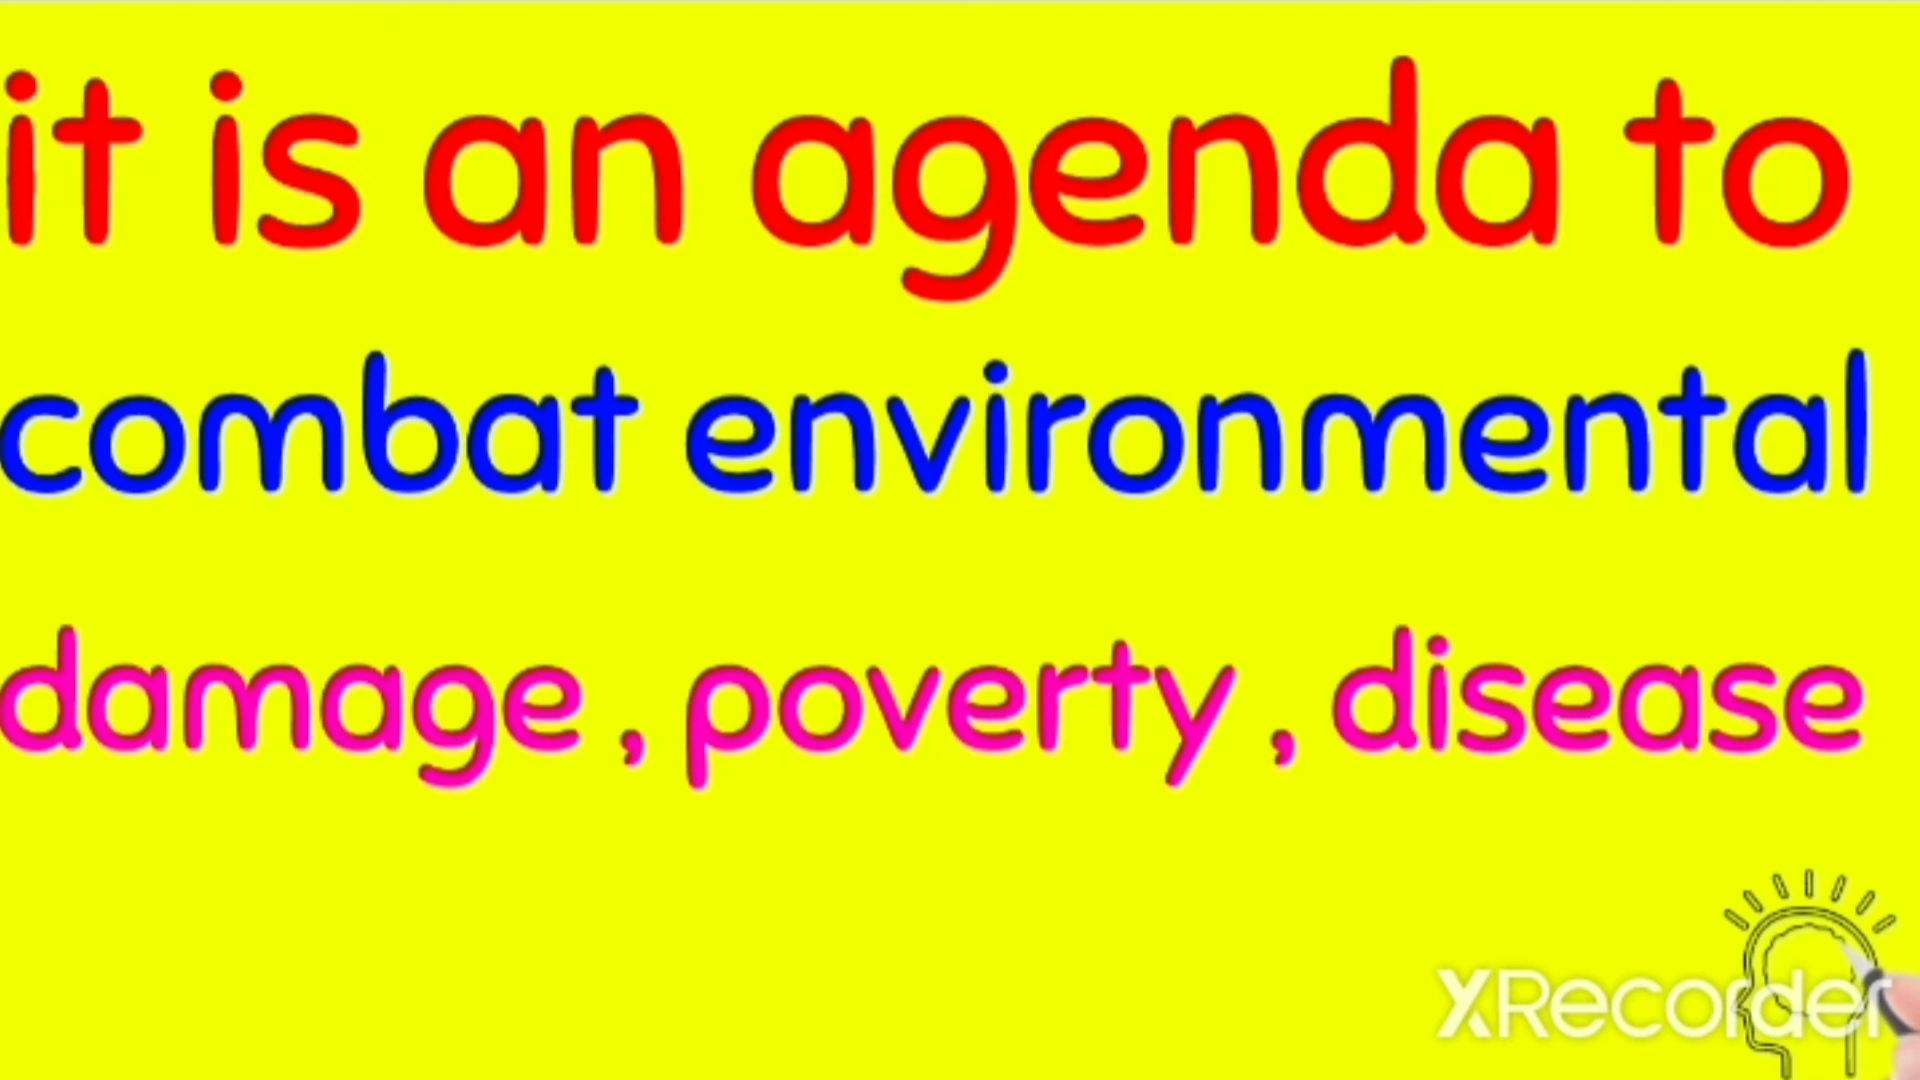 it is an agenda to
combat environmental
damage , poverty , disease
XRecorder